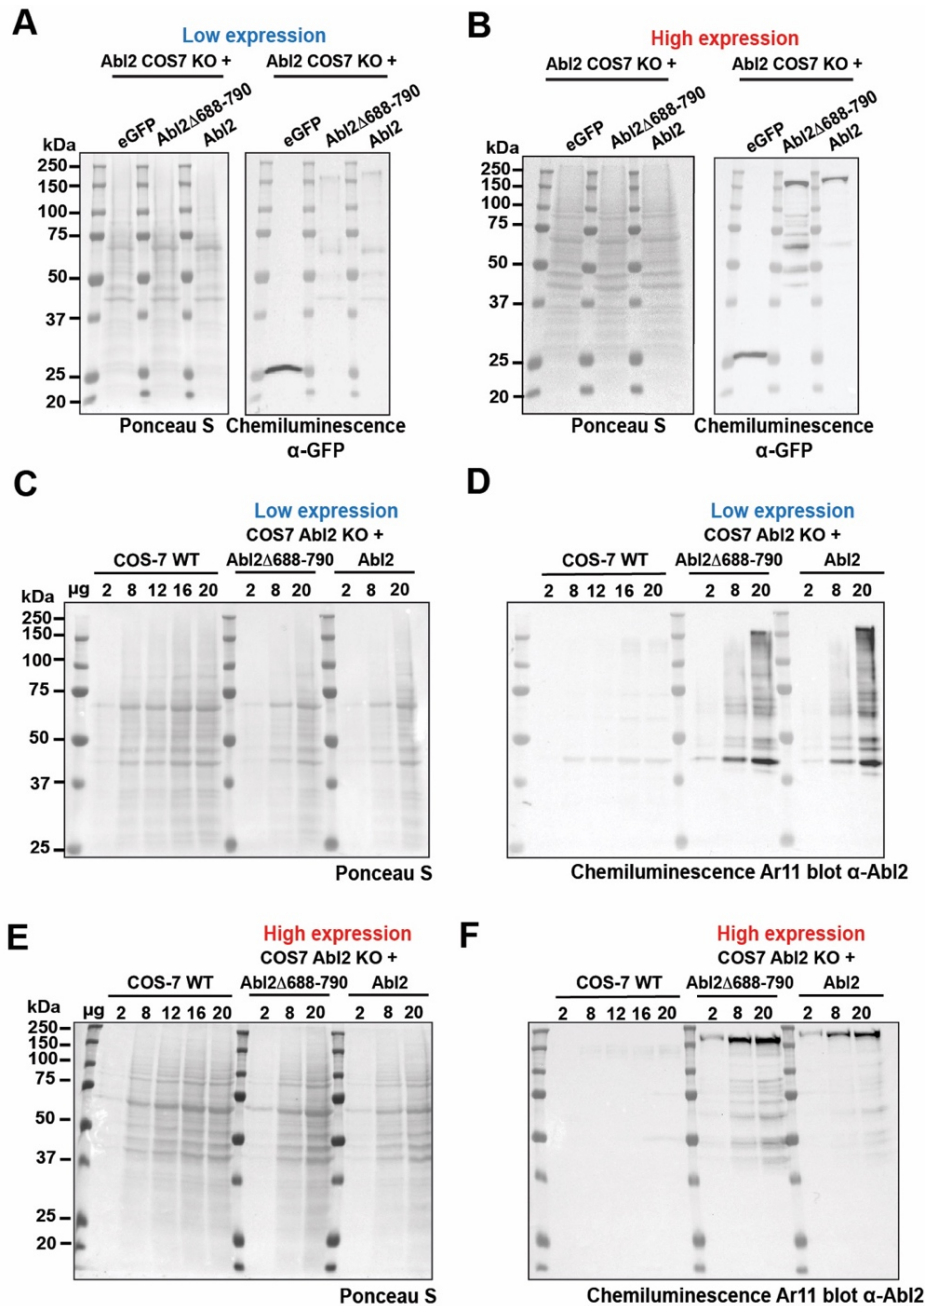 A
Low expression
Abl2 COS7 KO + Abl2 COS7 KO +
eGFP Abl2Δ688-790 Abl2 eGFP Abl2Δ688-790 Abl2
kDa
250
150
100
75
50
37
25
20
Ponceau S Chemiluminescence
α-GFP
B
High expression
Abl2 COS7 KO + Abl2 COS7 KO +
eGFP Abl2Δ688-790 Abl2 eGFP Abl2Δ688-790 Abl2
kDa
250
150
100
75
50
37
25
20
Ponceau S Chemiluminescence
α-GFP
C
Low expression
COS7 Abl2 KO +
COS-7 WT Abl2Δ688-790 Abl2
µg 2 8 12 16 20 2 8 20 2 8 20
kDa
250
150
100
75
50
37
25
Ponceau S
D
Low expression
COS7 Abl2 KO +
COS-7 WT Abl2Δ688-790 Abl2
2 8 12 16 20 2 8 20 2 8 20
Chemiluminescence Ar11 blot α-Abl2
E
High expression
COS7 Abl2 KO +
COS-7 WT Abl2Δ688-790 Abl2
kDa µg 2 8 12 16 20 2 8 20 2 8 20
250
150
100
75
50
37
25
20
Ponceau S
F
High expression
COS7 Abl2 KO +
COS-7 WT Abl2Δ688-790 Abl2
2 8 12 16 20 2 8 20 2 8 20
Chemiluminescence Ar11 blot α-Abl2